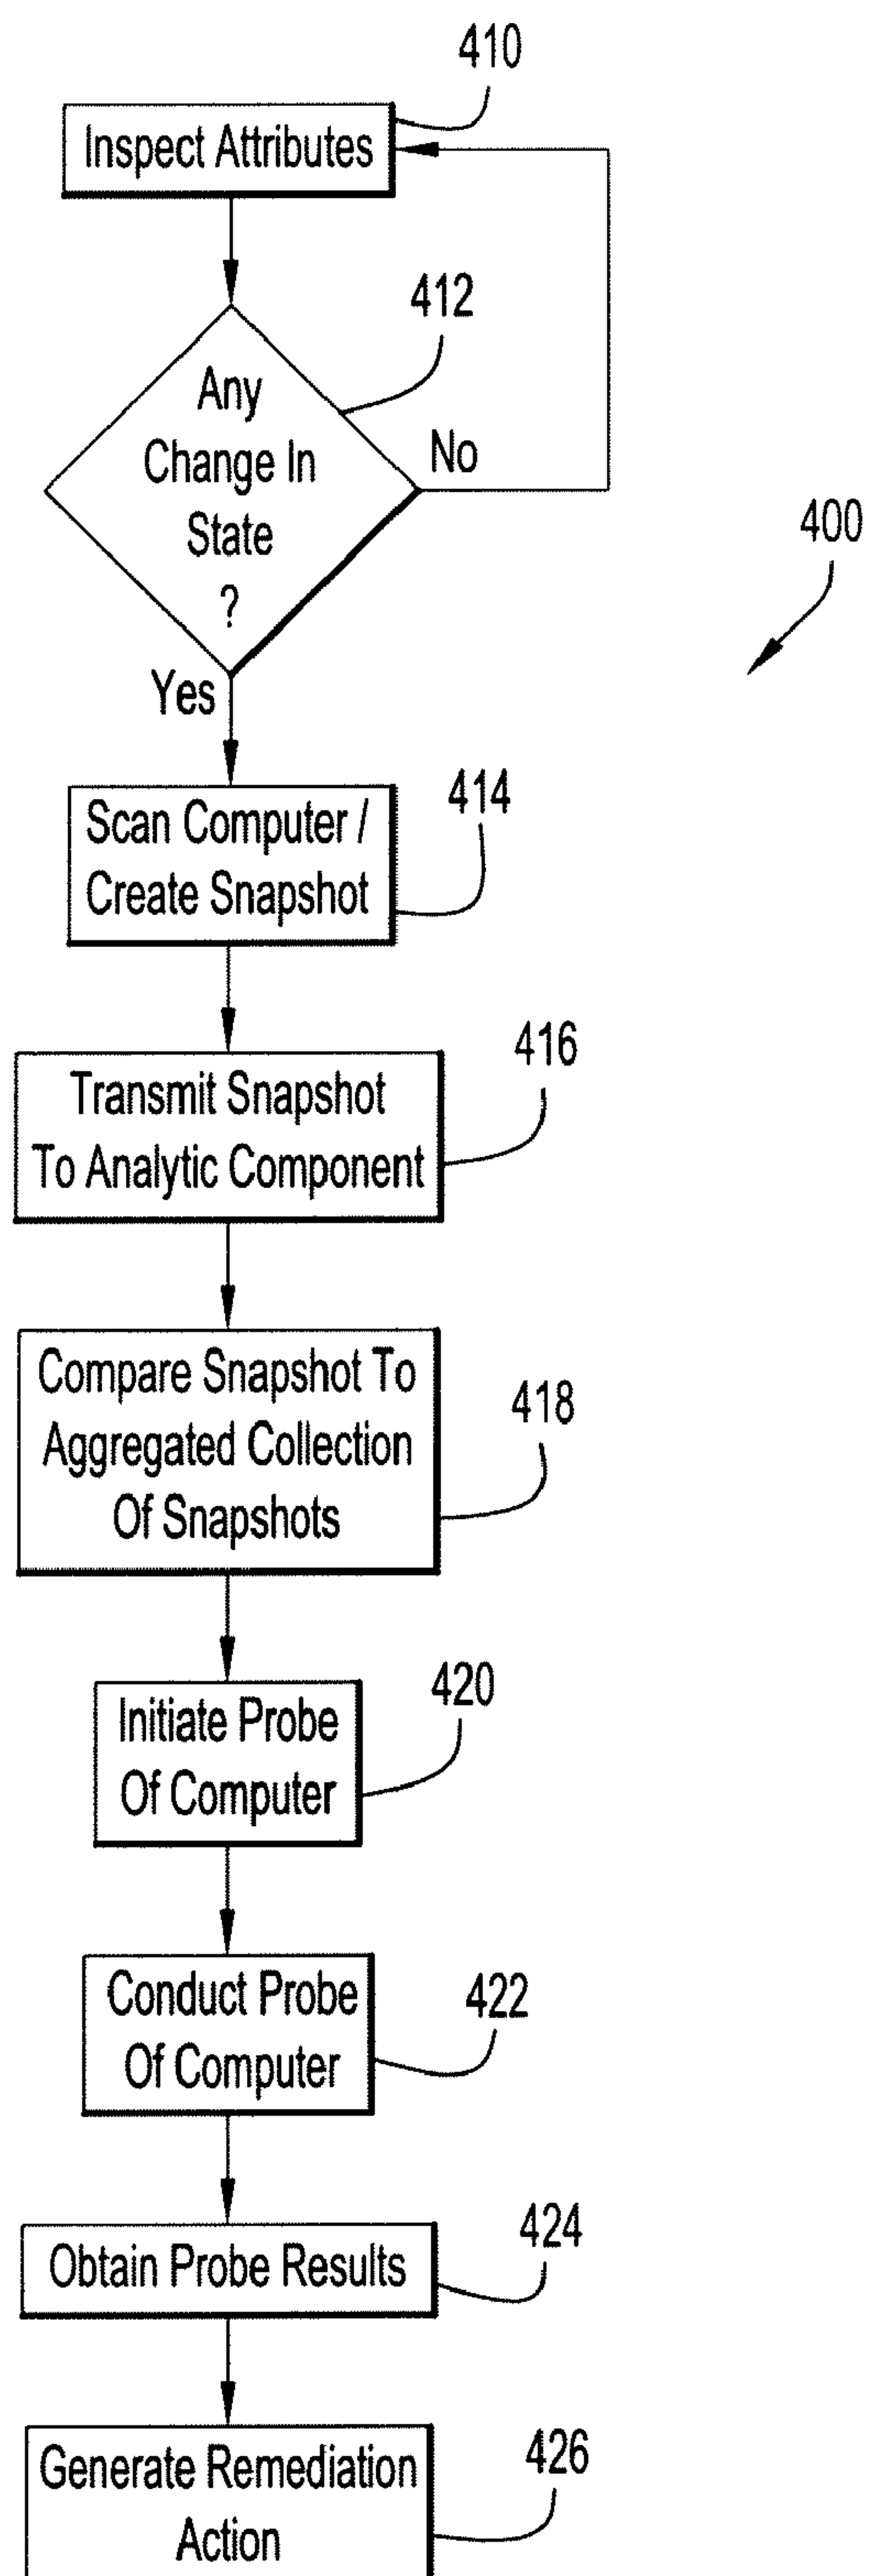 410
Inspect Attributes
412
Any
Change In
State
?
No
400
Yes
414
Scan Computer /
Create Snapshot
416
Transmit Snapshot
To Analytic Component
418
Compare Snapshot To
Aggregated Collection
Of Snapshots
420
Initiate Probe
Of Computer
422
Conduct Probe
Of Computer
424
Obtain Probe Results
426
Generate Remediation
Action